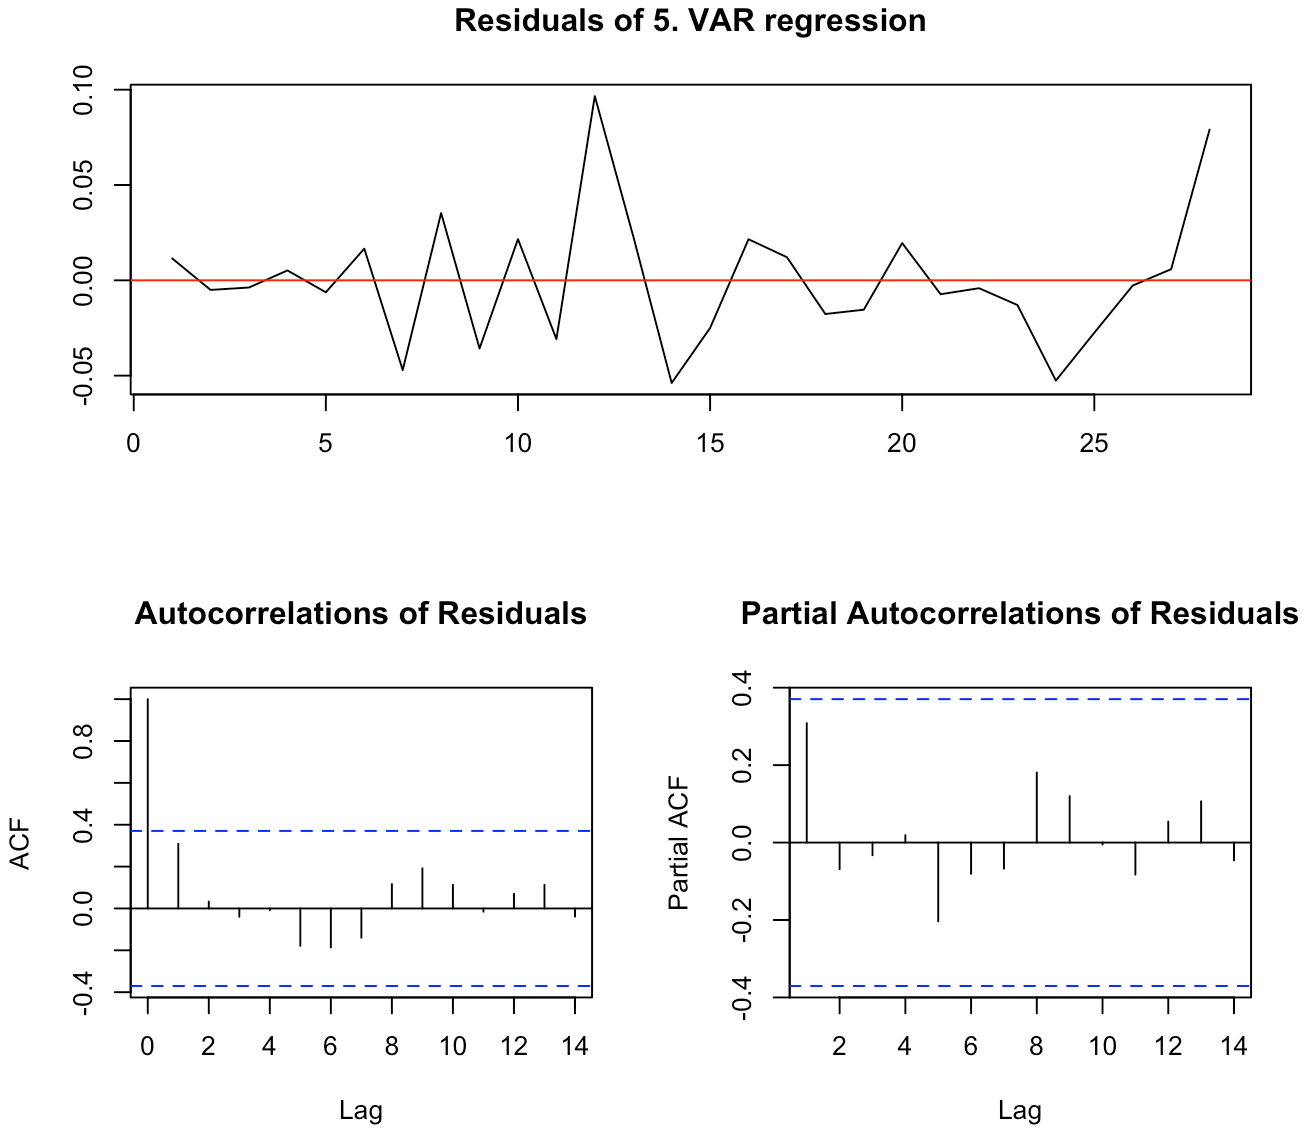 Residuals of 5. VAR regression
0.10
0.05
0.00
-0.05
0 5 10 15 20 25
Autocorrelations of Residuals
ACF
0.8
0.4
0.0
-0.4
0 2 4 6 8 10 12 14
Lag
Partial Autocorrelations of Residuals
Partial ACF
0.4
0.2
0.0
-0.2
-0.4
2 4 6 8 10 12 14
Lag